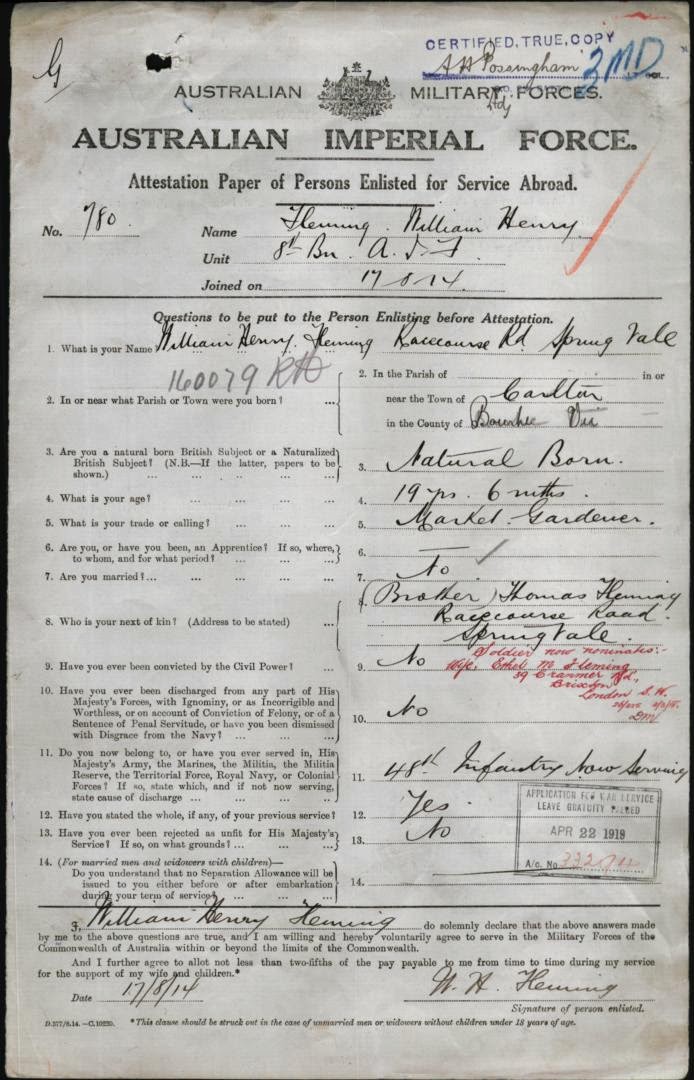 G
CERTIFIED TRUE COPY
A H Possingham
3MD
AUSTRALIAN MILITARY FORCES.
AUSTRALIAN IMPERIAL FORCE.
Attestation Paper of Persons Enlisted for Service Abroad.
No. 780. Name Fleming. William Henry.
Unit 8th Bn. A.I.F.
Joined on 17.8.14.
Questions to be put to the Person Enlisting before Attestation.
1. What is your Name William Henry. Fleming Racecourse Rd. Spring Vale
160079
2. In or near what Parish or Town were you born? ...
2. In the Parish of in or
near the Town of Carlton
in the County of Bourke Vic
3. Are you a natural born British Subject or a Naturalized
British Subject? (N.B.—If the latter, papers to be
shown.) ... ... .. ... ...
3. Natural Born.
4. What is your age? ... ... ... ...
4. 19 yrs. 6 mths.
5. What is your trade or calling? ... ... ...
5. Market Gardener.
6. Are you, or have you been, an Apprentice? If so, where,
to whom, and for what period? ... ... ...
6. —
7. Are you married?... ... ... ... ...
7. No
8. Who is your next of kin? (Address to be stated) ...
8. (Brother) Thomas Fleming
Racecourse Road.
Spring Vale.
Soldier now nominates:-
Wife, Ethel M Fleming
39 Cranmer Rd.,
Brixton,
London S.W.
9. Have you ever been convicted by the Civil Power? ...
9. No
10. Have you ever been discharged from any part of His
Majesty's Forces, with Ignominy, or as Incorrigible and
Worthless, or on account of Conviction of Felony, or of a
Sentence of Penal Servitude, or have you been dismissed
with Disgrace from the Navy? ... ... ...
10. No
11. Do you now belong to, or have you ever served in, His
Majesty's Army, the Marines, the Militia, the Militia
Reserve, the Territorial Force, Royal Navy, or Colonial
Forces? If so, state which, and if not now serving,
state cause of discharge ... ... ... ...
11. 48th Infantry Now Serving
12. Have you stated the whole, if any, of your previous service?
12. Yes
13. Have you ever been rejected as unfit for His Majesty's
Service? If so, on what grounds? ... ... ...
13. No
APPLICATION FOR WAR SERVICE
LEAVE GRATUITY PASSED
APR 22 1919
A/c. No.
14. (For married men and widowers with children)—
Do you understand that no Separation Allowance will be
issued to you either before or after embarkation
during your term of service? ... ... ...
14.
I, William Henry Fleming do solemnly declare that the above answers made
by me to the above questions are true, and I am willing and hereby voluntarily agree to serve in the Military Forces of the
Commonwealth of Australia within or beyond the limits of the Commonwealth.
And I further agree to allot not less than two-fifths of the pay payable to me from time to time during my service
for the support of my wife and children.*
Date 17/8/14 W. H. Fleming
Signature of person enlisted.
D.577/8.14.—C.10220. *This clause should be struck out in the case of unmarried men or widowers without children under 18 years of age.